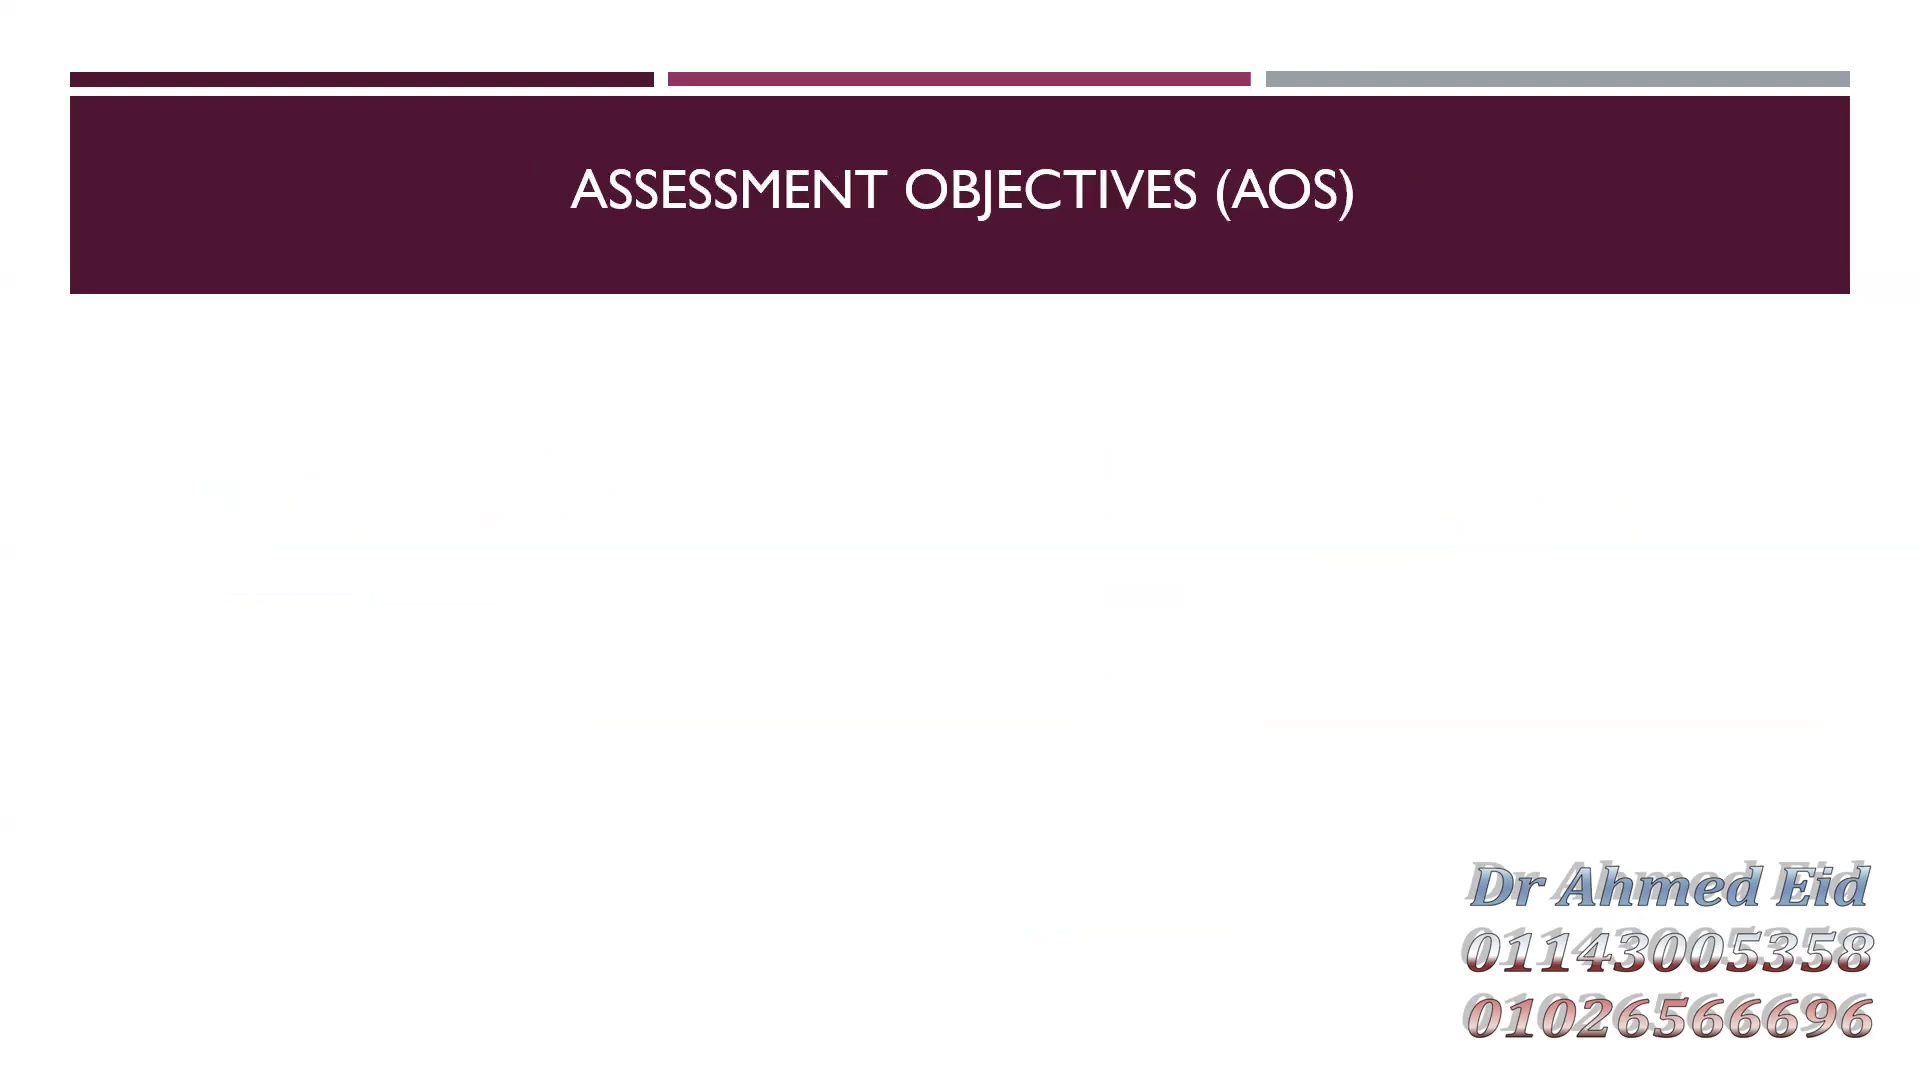 ASSESSMENT OBJECTIVES (AOS)
Dr Ahmed Eid
01143005358
01026566696